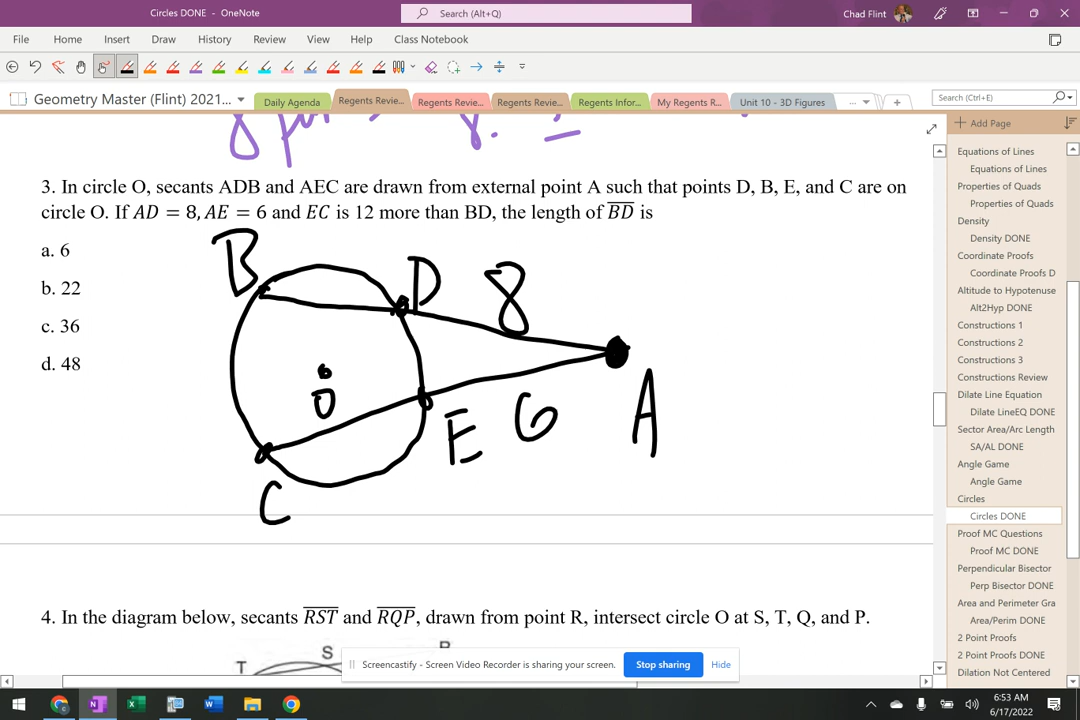 Circles DONE - OneNote
Search (Alt+Q)
Chad Flint
File Home Insert Draw History Review View Help Class Notebook
Geometry Master (Flint) 2021...
Daily Agenda
Regents Revie...
Regents Revie...
Regents Revie...
Regents Infor...
My Regents R...
Unit 10 - 3D Figures
...
Search (Ctrl+E)
Add Page
3. In circle O, secants ADB and AEC are drawn from external point A such that points D, B, E, and C are on
circle O. If AD = 8, AE = 6 and EC is 12 more than BD, the length of BD is
a. 6
b. 22
c. 36
d. 48
B
D
8
O
E
6
A
C
4. In the diagram below, secants RST and RQP, drawn from point R, intersect circle O at S, T, Q, and P.
S
T
Screencastify - Screen Video Recorder is sharing your screen.
Stop sharing
Hide
Equations of Lines
Equations of Lines
Properties of Quads
Properties of Quads
Density
Density DONE
Coordinate Proofs
Coordinate Proofs D
Altitude to Hypotenuse
Alt2Hyp DONE
Constructions 1
Constructions 2
Constructions 3
Constructions Review
Dilate Line Equation
Dilate LineEQ DONE
Sector Area/Arc Length
SA/AL DONE
Angle Game
Angle Game
Circles
Circles DONE
Proof MC Questions
Proof MC DONE
Perpendicular Bisector
Perp Bisector DONE
Area and Perimeter Gra
Area/Perim DONE
2 Point Proofs
2 Point Proofs DONE
Dilation Not Centered
6:53 AM
6/17/2022